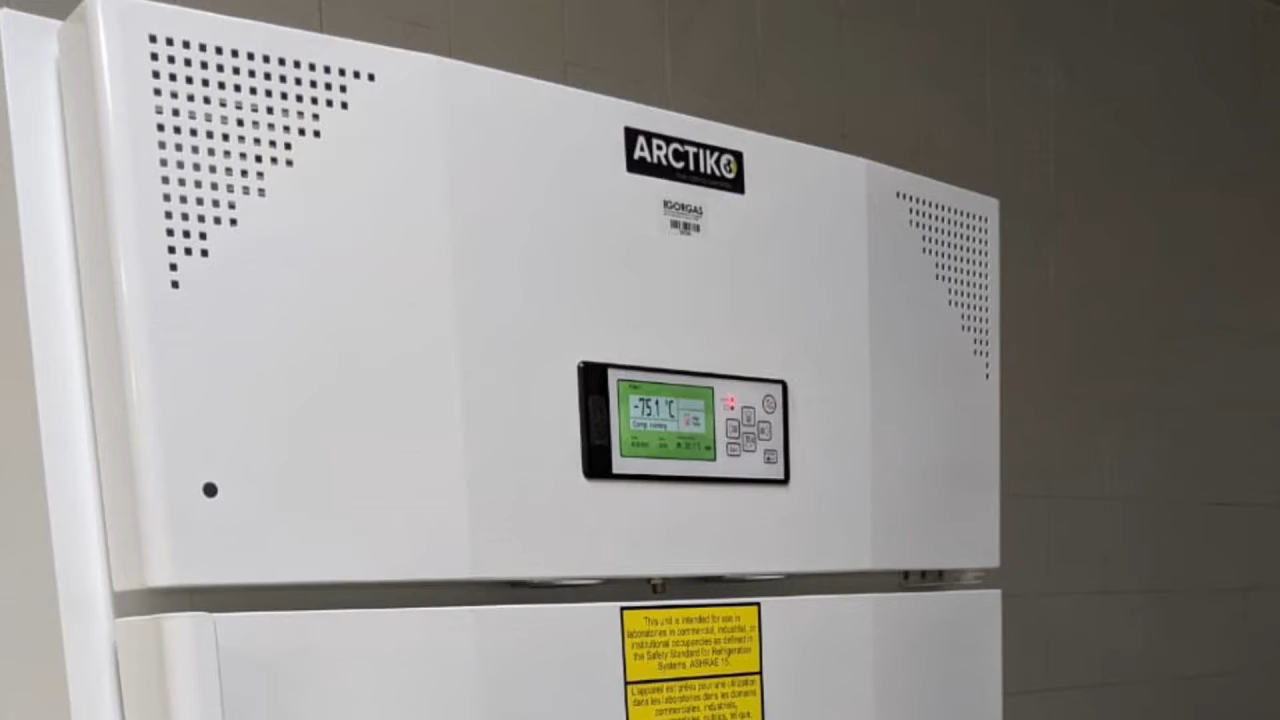 ARCTIKO
IGORGAS
-75.1 °C
Comp. running
This unit is intended for use in
laboratories in commercial, industrial, or
institutional occupancies as defined in
the Safety Standard for Refrigeration
Systems, ASHRAE 15.
L'appareil est prévu pour une utilisation
dans les laboratoires dans les domaines
commerciales, industriels,